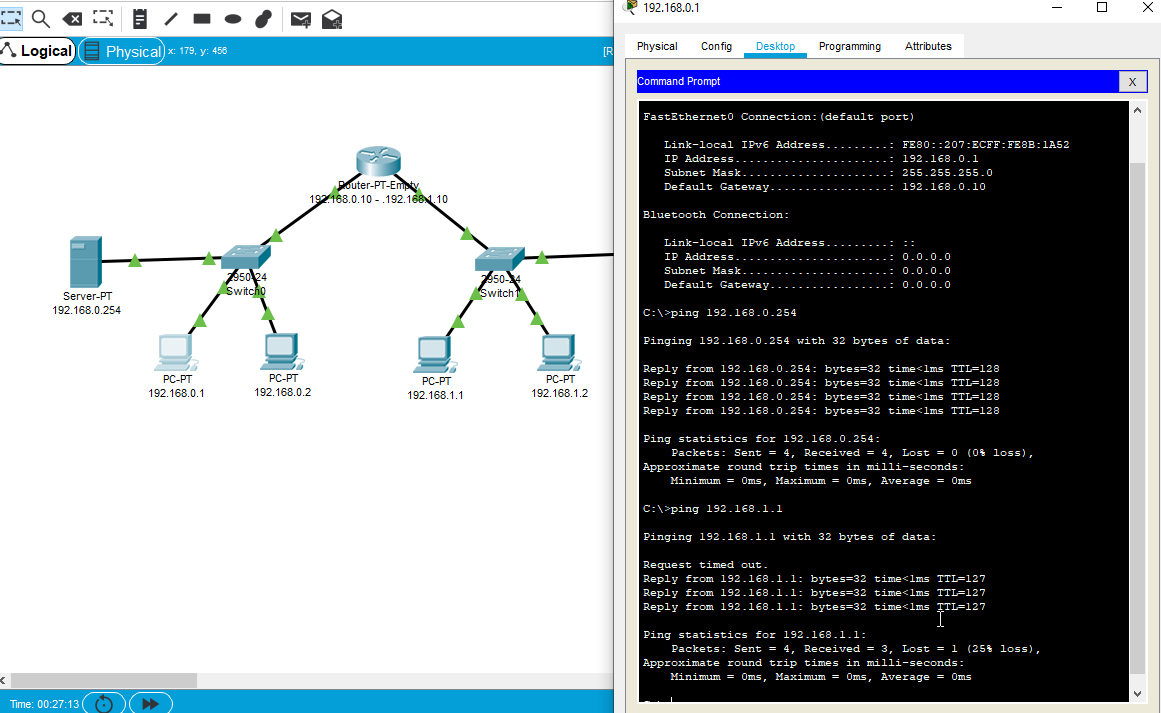 192.168.0.1
Logical
Physical
x: 179, y: 456
[R
Physical Config Desktop Programming Attributes
Command Prompt
X
FastEthernet0 Connection:(default port)
Link-local IPv6 Address.........: FE80::207:ECFF:FE8B:1A52
IP Address......................: 192.168.0.1
Subnet Mask.....................: 255.255.255.0
Default Gateway.................: 192.168.0.10
Bluetooth Connection:
Link-local IPv6 Address.........: ::
IP Address......................: 0.0.0.0
Subnet Mask.....................: 0.0.0.0
Default Gateway.................: 0.0.0.0
C:\>ping 192.168.0.254
Pinging 192.168.0.254 with 32 bytes of data:
Reply from 192.168.0.254: bytes=32 time<1ms TTL=128
Reply from 192.168.0.254: bytes=32 time<1ms TTL=128
Reply from 192.168.0.254: bytes=32 time<1ms TTL=128
Reply from 192.168.0.254: bytes=32 time<1ms TTL=128
Ping statistics for 192.168.0.254:
Packets: Sent = 4, Received = 4, Lost = 0 (0% loss),
Approximate round trip times in milli-seconds:
Minimum = 0ms, Maximum = 0ms, Average = 0ms
C:\>ping 192.168.1.1
Pinging 192.168.1.1 with 32 bytes of data:
Request timed out.
Reply from 192.168.1.1: bytes=32 time<1ms TTL=127
Reply from 192.168.1.1: bytes=32 time<1ms TTL=127
Reply from 192.168.1.1: bytes=32 time<1ms TTL=127
Ping statistics for 192.168.1.1:
Packets: Sent = 4, Received = 3, Lost = 1 (25% loss),
Approximate round trip times in milli-seconds:
Minimum = 0ms, Maximum = 0ms, Average = 0ms
Router-PT-Empty
192.168.0.10 - .192.168.1.10
2950-24
Switch0
2950-24
Switch1
Server-PT
192.168.0.254
PC-PT
192.168.0.1
PC-PT
192.168.0.2
PC-PT
192.168.1.1
PC-PT
192.168.1.2
Time: 00:27:13